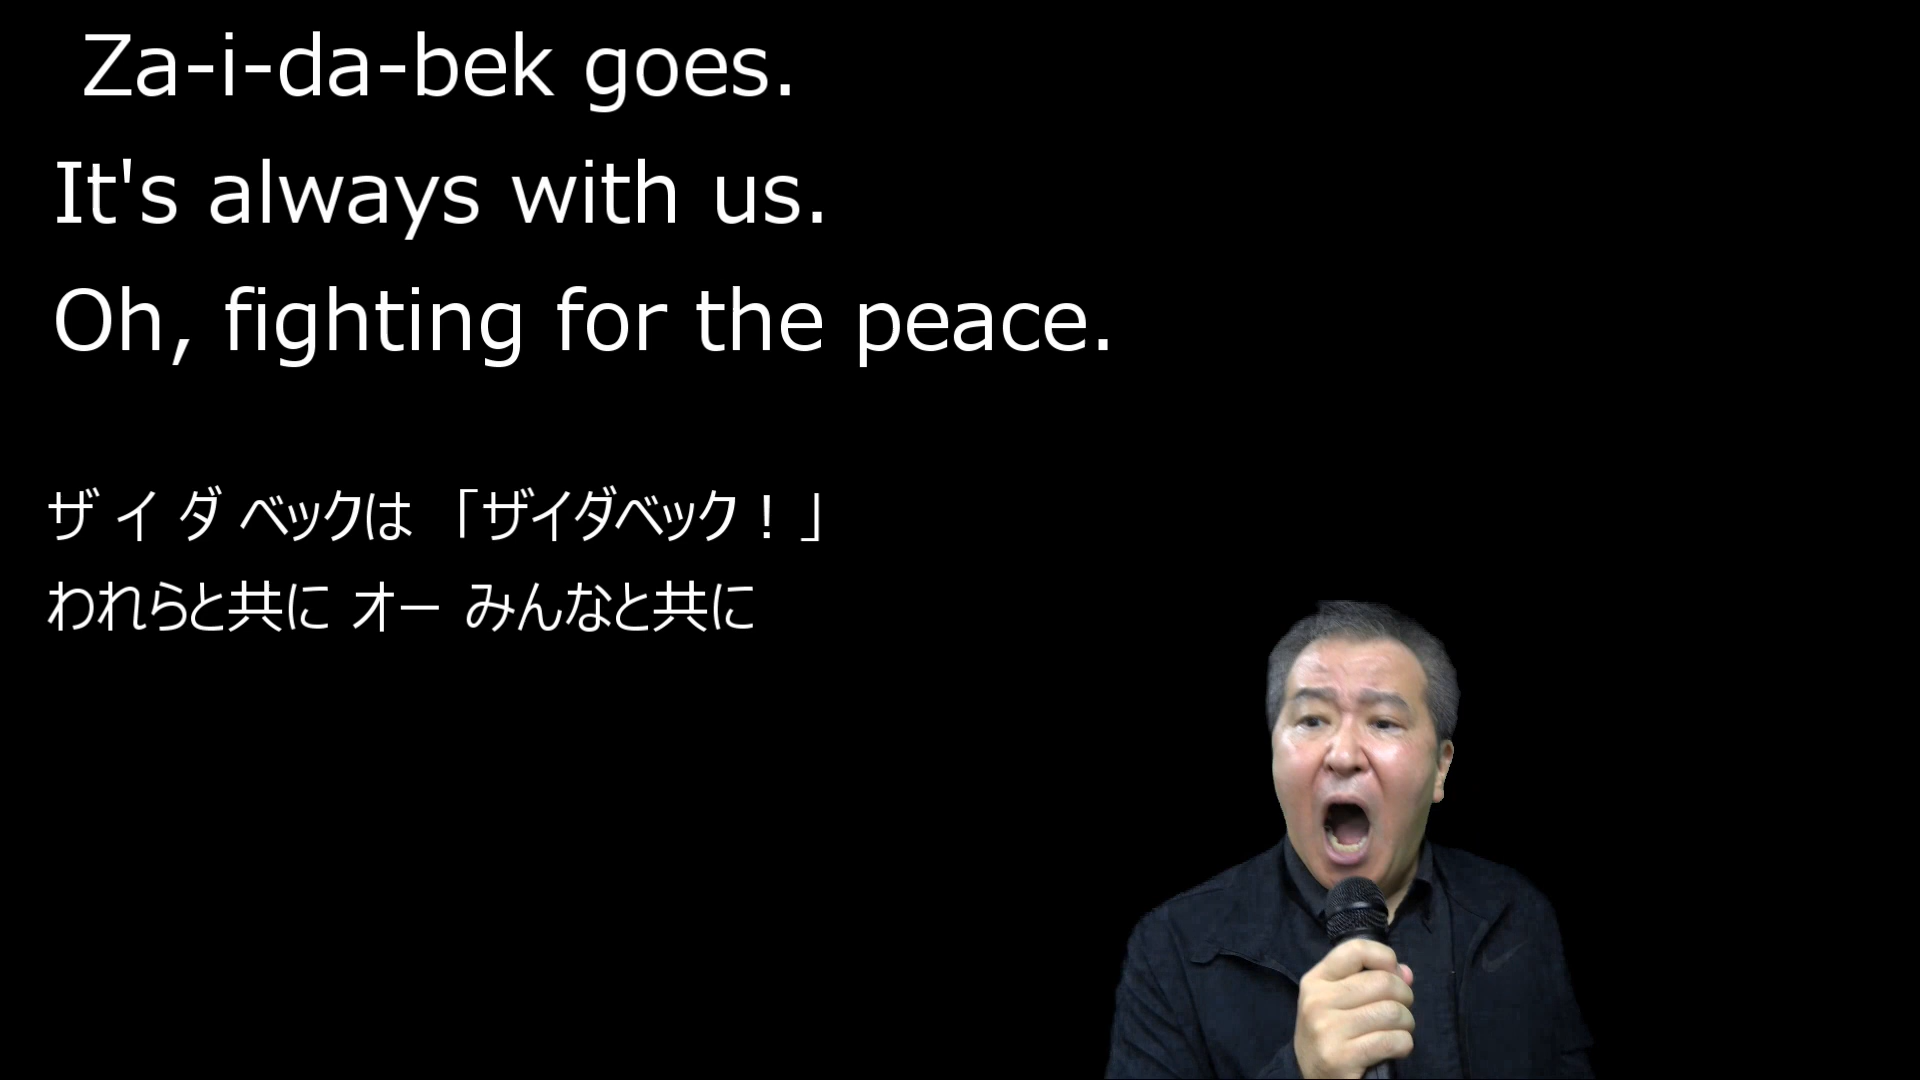 Za-i-da-bek goes.
It's always with us.
Oh, fighting for the peace.
ザ イ ダ ベックは 「ザイダベック！」
われらと共に オー みんなと共に